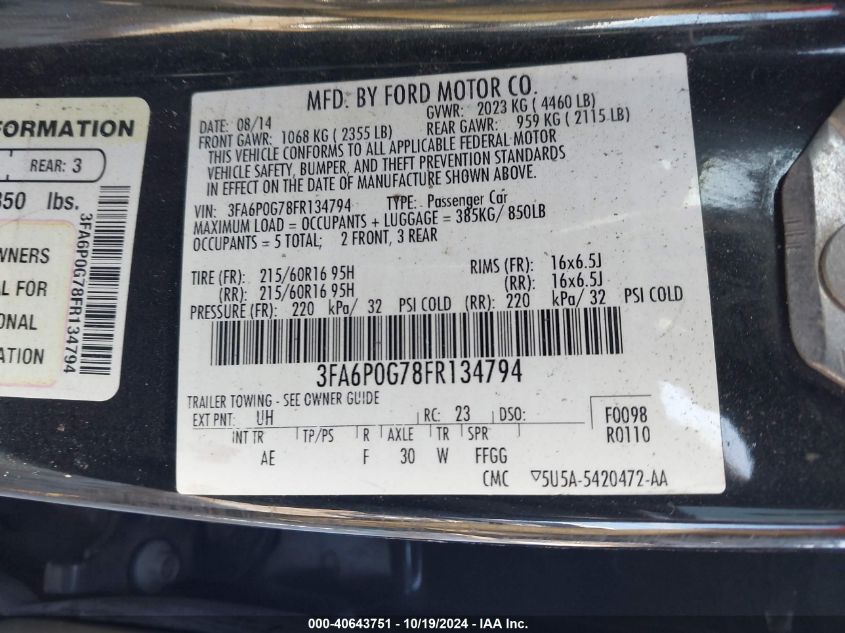 FORMATION
REAR: 3
850 lbs.
WNERS
AL FOR
ONAL
ATION
3FA6P0G78FR134794
MFD. BY FORD MOTOR CO.
DATE: 08/14 GVWR: 2023 KG ( 4460 LB)
FRONT GAWR: 1068 KG ( 2355 LB) REAR GAWR: 959 KG ( 2115 LB)
THIS VEHICLE CONFORMS TO ALL APPLICABLE FEDERAL MOTOR
VEHICLE SAFETY, BUMPER, AND THEFT PREVENTION STANDARDS
IN EFFECT ON THE DATE OF MANUFACTURE SHOWN ABOVE.
VIN: 3FA6P0G78FR134794 TYPE: Passenger Car
MAXIMUM LOAD = OCCUPANTS + LUGGAGE = 385KG/ 850LB
OCCUPANTS = 5 TOTAL; 2 FRONT, 3 REAR
TIRE (FR): 215/60R16 95H RIMS (FR): 16x6.5J
(RR): 215/60R16 95H (RR): 16x6.5J
PRESSURE (FR): 220 kPa/ 32 PSI COLD (RR): 220 kPa/ 32 PSI COLD
3FA6P0G78FR134794
TRAILER TOWING - SEE OWNER GUIDE
EXT PNT: UH RC: 23 DSO: F0098
INT TR TP/PS R AXLE TR SPR R0110
AE F 30 W FFGG
CMC 5U5A-5420472-AA
000-40643751 - 10/19/2024 - IAA Inc.